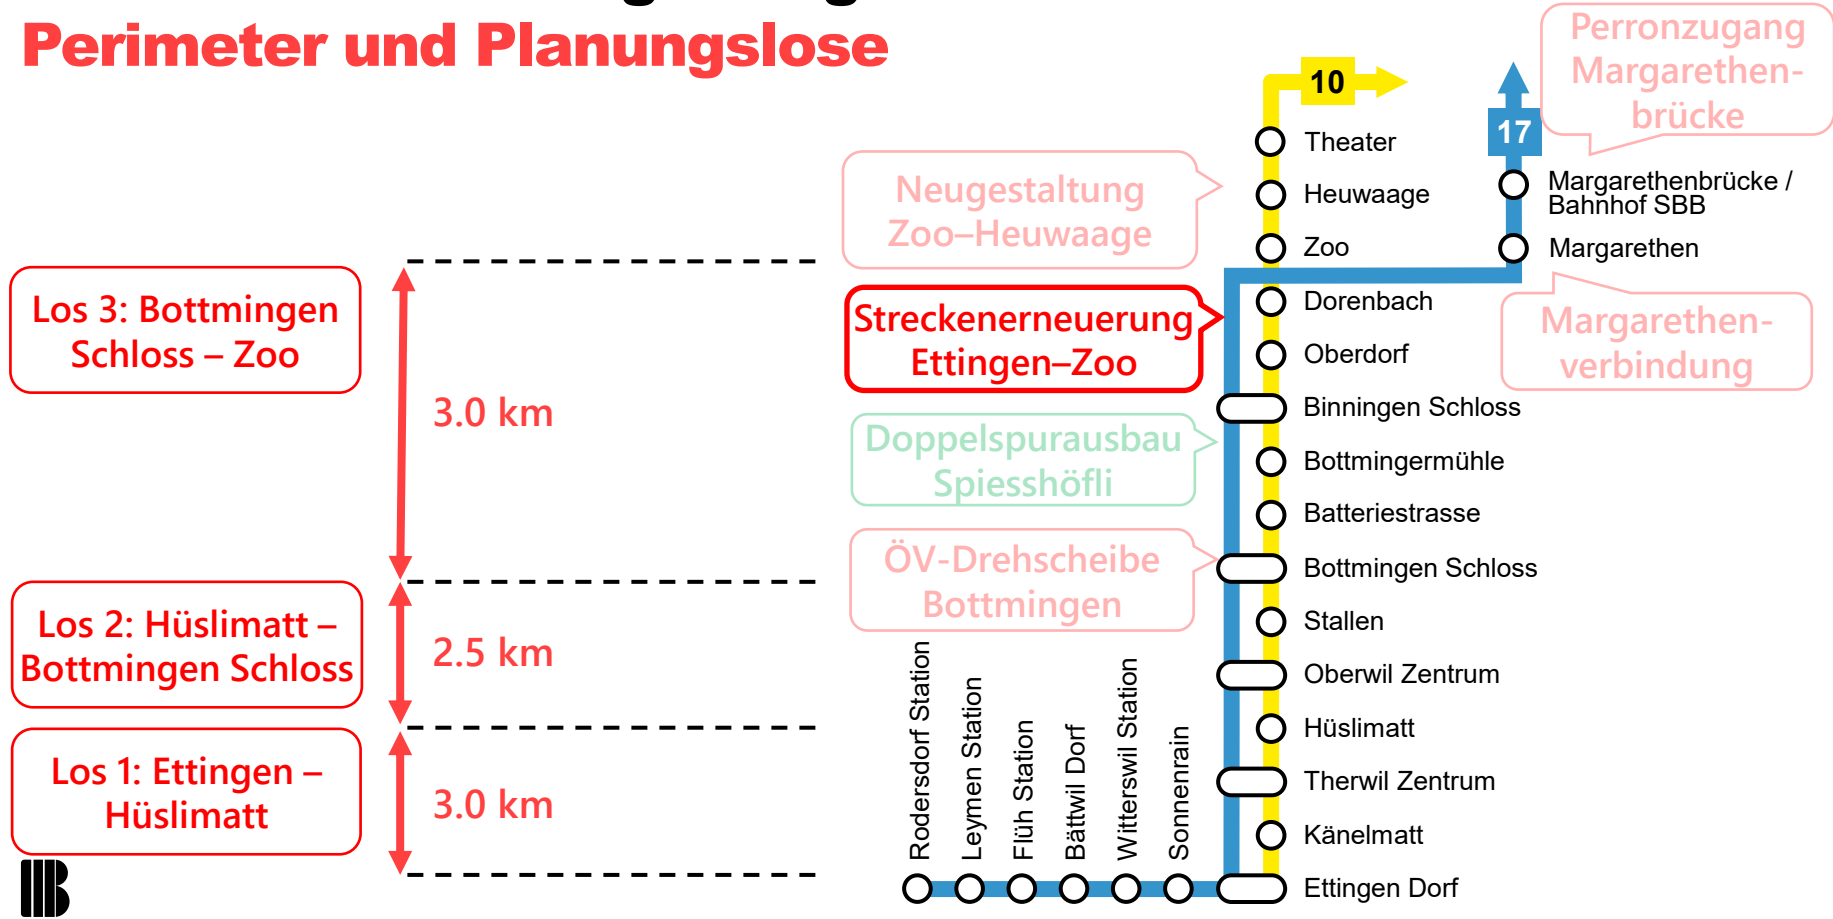 Perimeter und Planungslose
Perronzugang
Margarethen-
brücke
10
17
Theater
Heuwaage
Zoo
Dorenbach
Oberdorf
Binningen Schloss
Bottmingermühle
Batteriestrasse
Bottmingen Schloss
Stallen
Oberwil Zentrum
Hüslimatt
Therwil Zentrum
Känelmatt
Ettingen Dorf
Margarethenbrücke /
Bahnhof SBB
Margarethen
Margarethen-
verbindung
Neugestaltung
Zoo–Heuwaage
Streckenerneuerung
Ettingen–Zoo
Doppelspurausbau
Spiesshöfli
ÖV-Drehscheibe
Bottmingen
Los 3: Bottmingen
Schloss – Zoo
3.0 km
Los 2: Hüslimatt –
Bottmingen Schloss
2.5 km
Los 1: Ettingen –
Hüslimatt
3.0 km
Rodersdorf Station
Leymen Station
Flüh Station
Bättwil Dorf
Witterswil Station
Sonnenrain